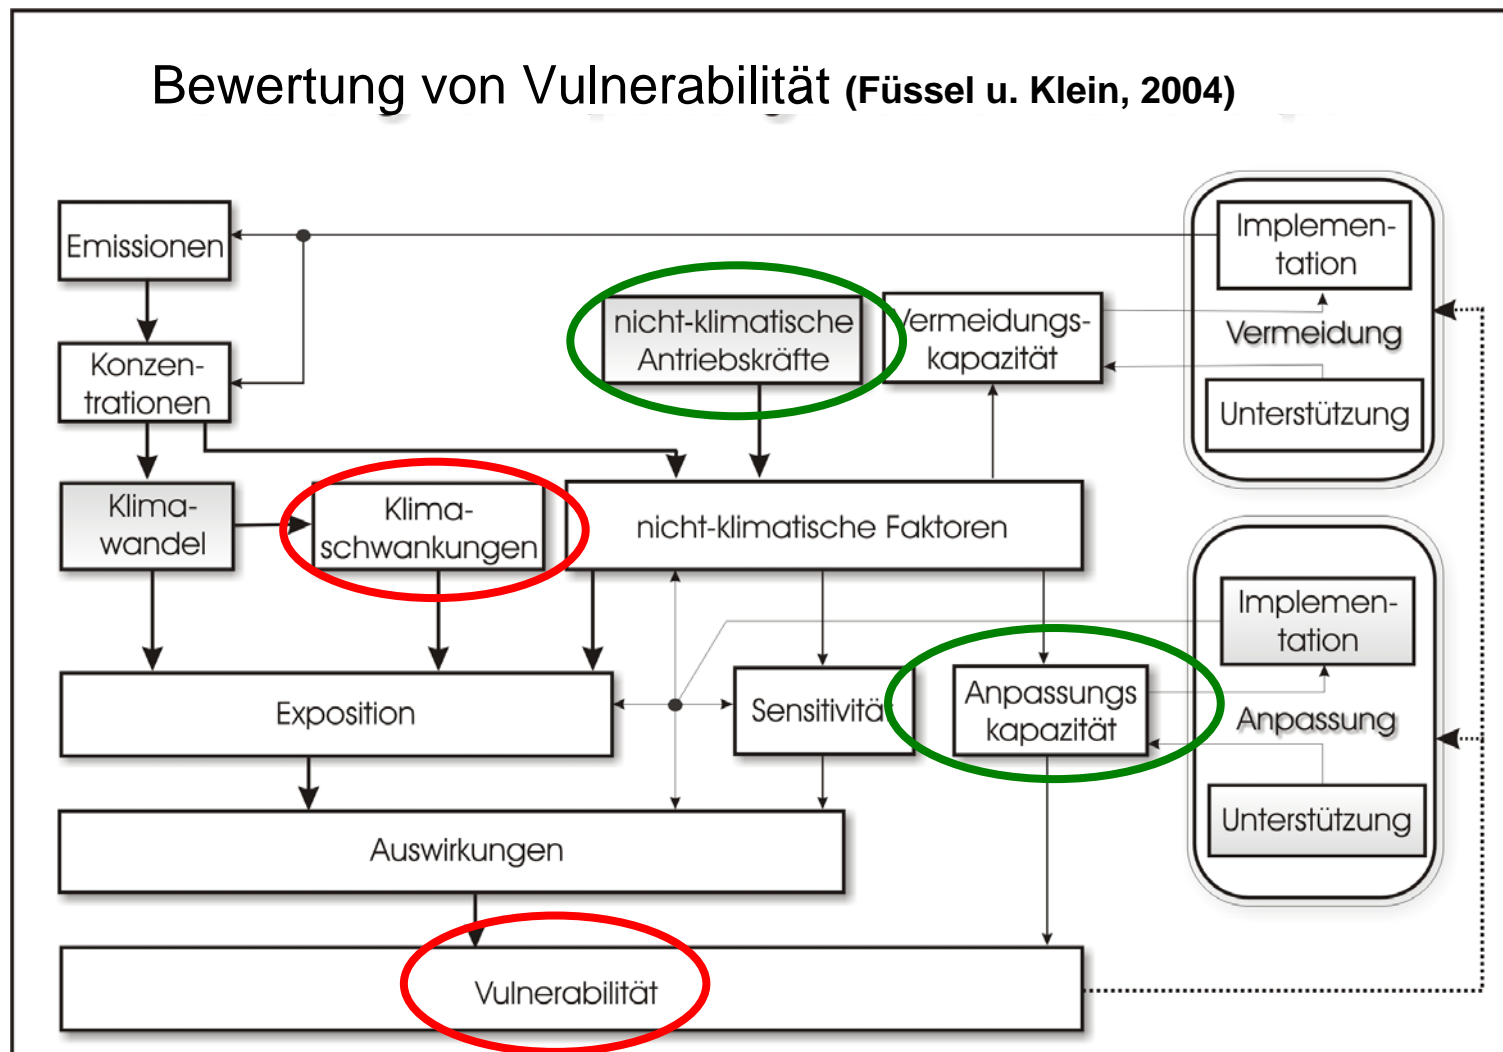 Bewertung von Vulnerabilität (Füssel u. Klein, 2004)
Emissionen
Implemen-
tation
nicht-klimatische
Antriebskräfte
Vermeidungs-
kapazität
Vermeidung
Konzen-
trationen
Unterstützung
Klima-
wandel
Klima-
schwankungen
nicht-klimatische Faktoren
Implemen-
tation
Exposition
Sensitivität
Anpassungs
kapazität
Anpassung
Unterstützung
Auswirkungen
Vulnerabilität